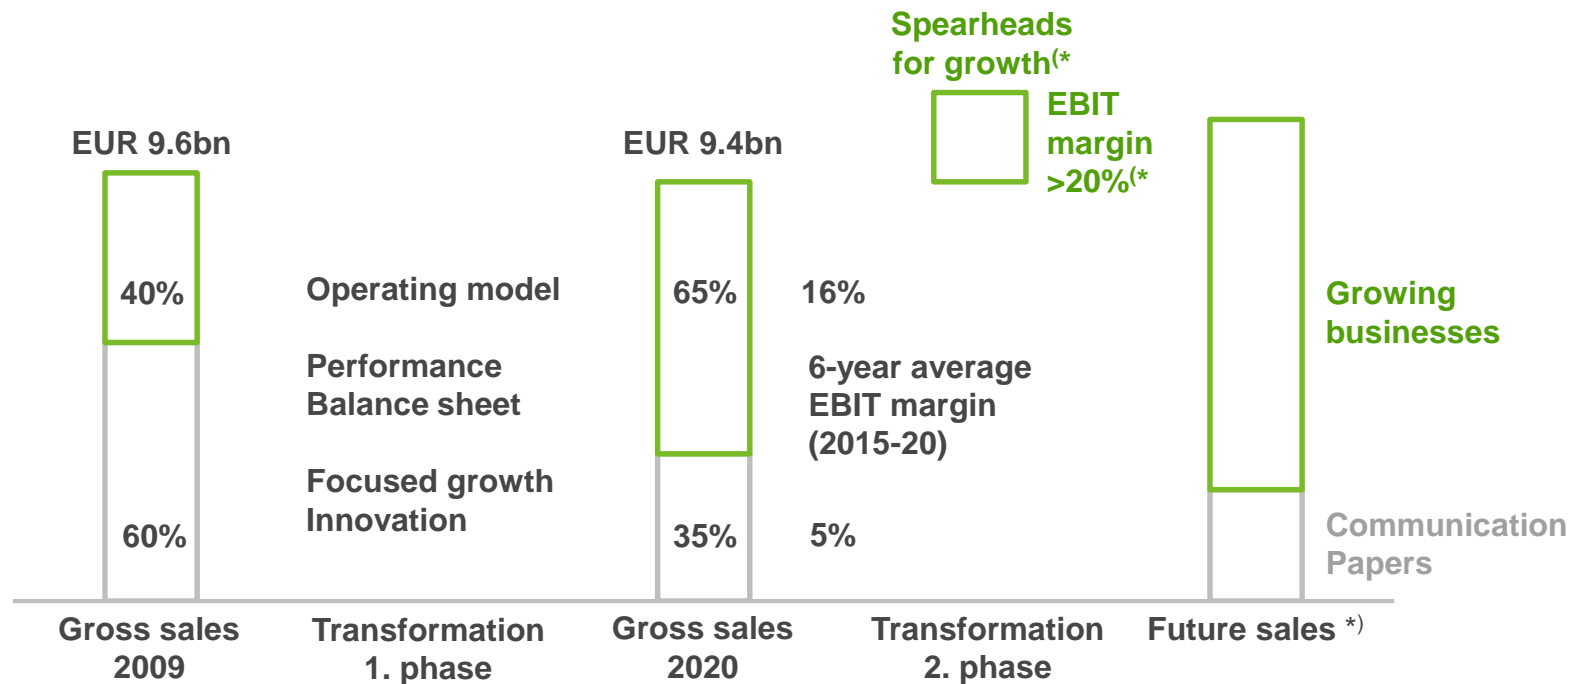 Spearheads
for growth(*
EBIT
margin
>20%(*
EUR 9.6bn
EUR 9.4bn
40%
Operating model
65%
16%
Growing
businesses
Performance
Balance sheet
6-year average
EBIT margin
(2015-20)
Focused growth
Innovation
60%
35%
5%
Communication
Papers
Gross sales
2009
Transformation
1. phase
Gross sales
2020
Transformation
2. phase
Future sales *)